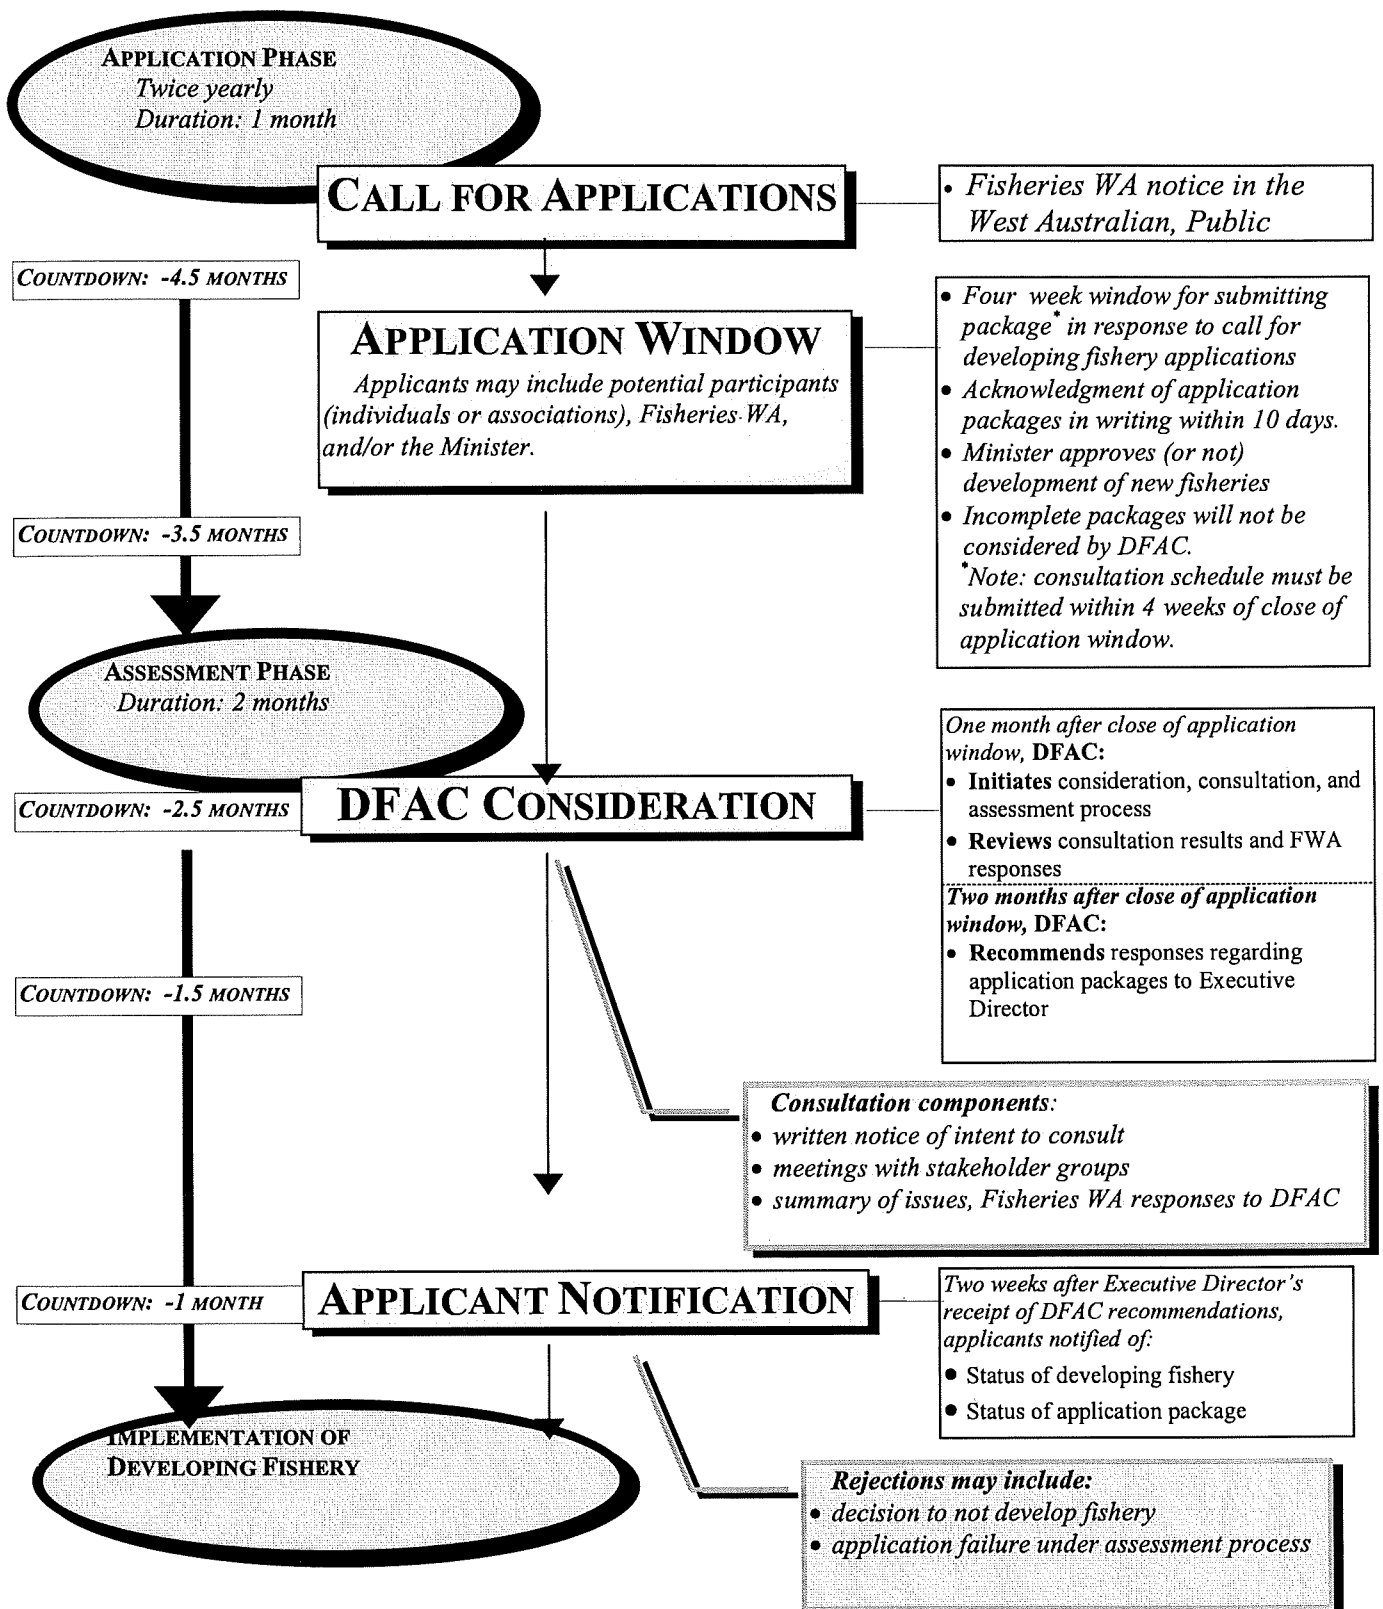 APPLICATION PHASE
Twice yearly
Duration: 1 month
CALL FOR APPLICATIONS
• Fisheries WA notice in the
West Australian, Public
COUNTDOWN: -4.5 MONTHS
APPLICATION WINDOW
Applicants may include potential participants
(individuals or associations), Fisheries WA,
and/or the Minister.
• Four week window for submitting
package* in response to call for
developing fishery applications
• Acknowledgment of application
packages in writing within 10 days.
• Minister approves (or not)
development of new fisheries
• Incomplete packages will not be
considered by DFAC.
*Note: consultation schedule must be
submitted within 4 weeks of close of
application window.
COUNTDOWN: -3.5 MONTHS
ASSESSMENT PHASE
Duration: 2 months
COUNTDOWN: -2.5 MONTHS
DFAC CONSIDERATION
One month after close of application
window, DFAC:
• Initiates consideration, consultation, and
assessment process
• Reviews consultation results and FWA
responses
Two months after close of application
window, DFAC:
• Recommends responses regarding
application packages to Executive
Director
COUNTDOWN: -1.5 MONTHS
Consultation components:
• written notice of intent to consult
• meetings with stakeholder groups
• summary of issues, Fisheries WA responses to DFAC
COUNTDOWN: -1 MONTH
APPLICANT NOTIFICATION
Two weeks after Executive Director's
receipt of DFAC recommendations,
applicants notified of:
• Status of developing fishery
• Status of application package
IMPLEMENTATION OF
DEVELOPING FISHERY
Rejections may include:
• decision to not develop fishery
• application failure under assessment process